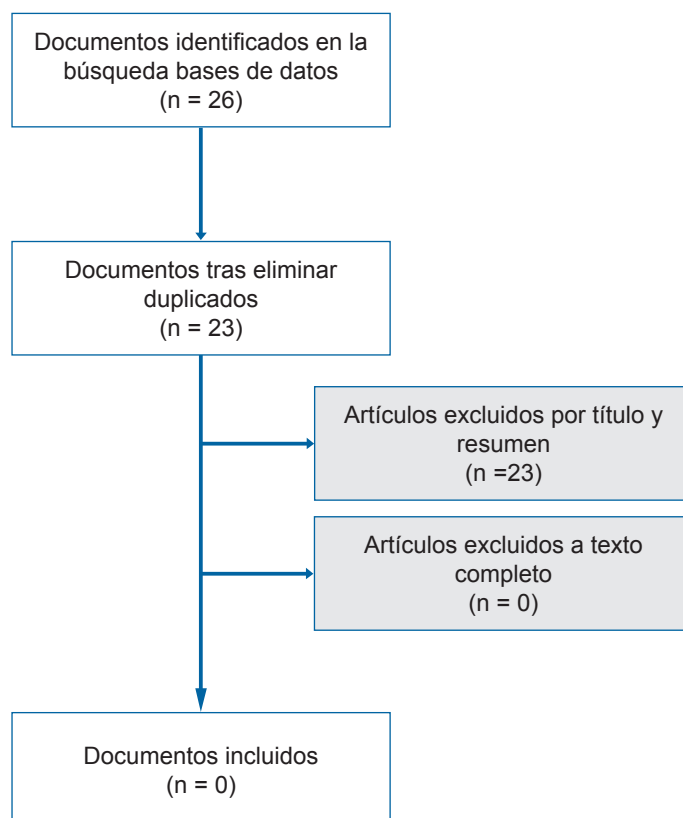 Documentos identificados en la
búsqueda bases de datos
(n = 26)
Documentos tras eliminar
duplicados
(n = 23)
Artículos excluidos por título y
resumen
(n =23)
Artículos excluidos a texto
completo
(n = 0)
Documentos incluidos
(n = 0)